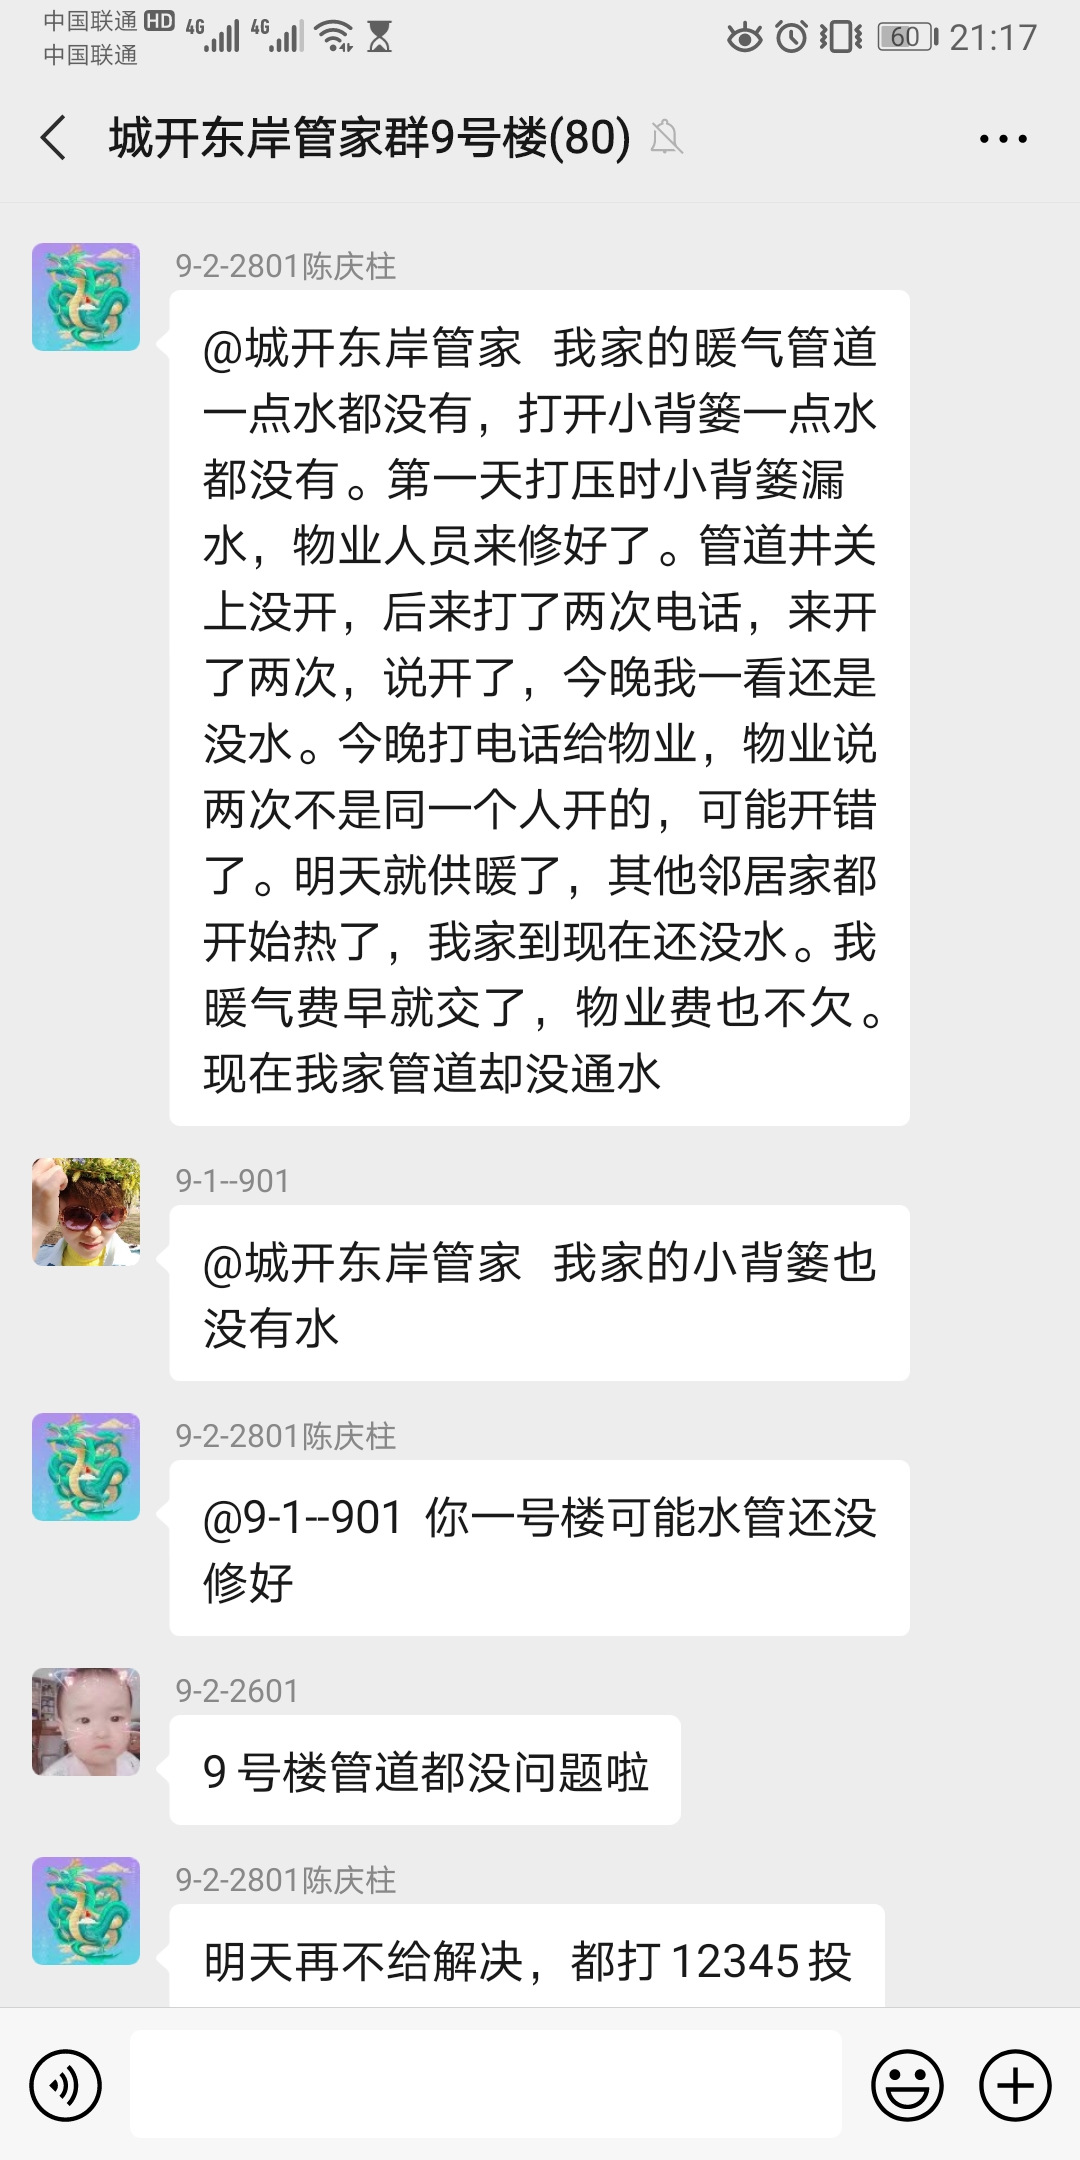 中国联通 HD 4G 4G 60 21:17
中国联通
城开东岸管家群9号楼(80)
9-2-2801陈庆柱
@城开东岸管家 我家的暖气管道
一点水都没有，打开小背篓一点水
都没有。第一天打压时小背篓漏
水，物业人员来修好了。管道井关
上没开，后来打了两次电话，来开
了两次，说开了，今晚我一看还是
没水。今晚打电话给物业，物业说
两次不是同一个人开的，可能开错
了。明天就供暖了，其他邻居家都
开始热了，我家到现在还没水。我
暖气费早就交了，物业费也不欠。
现在我家管道却没通水
9-1--901
@城开东岸管家 我家的小背篓也
没有水
9-2-2801陈庆柱
@9-1--901 你一号楼可能水管还没
修好
9-2-2601
9号楼管道都没问题啦
9-2-2801陈庆柱
明天再不给解决，都打12345投